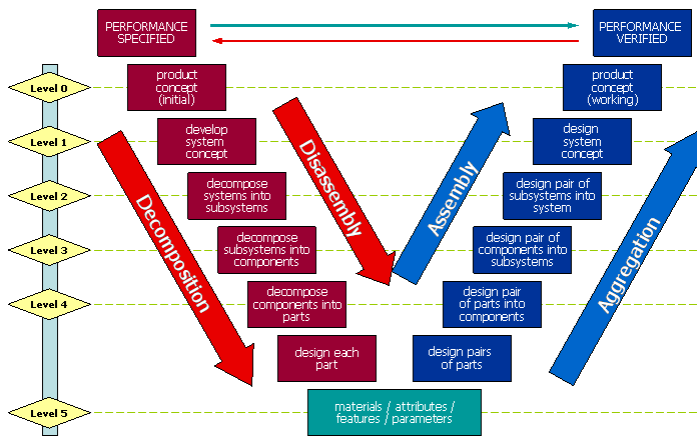 PERFORMANCE
SPECIFIED
PERFORMANCE
VERIFIED
Level 0
product
concept
(initial)
product
concept
(working)
Level 1
develop
system
concept
design
system
concept
Disassembly
Assembly
Level 2
decompose
systems into
subsystems
design pair of
subsystems into
system
Decomposition
Aggregation
Level 3
decompose
subsystems into
components
design pair of
components into
subsystems
Level 4
decompose
components into
parts
design pair
of parts into
components
design each
part
design pairs
of parts
Level 5
materials / attributes /
features / parameters